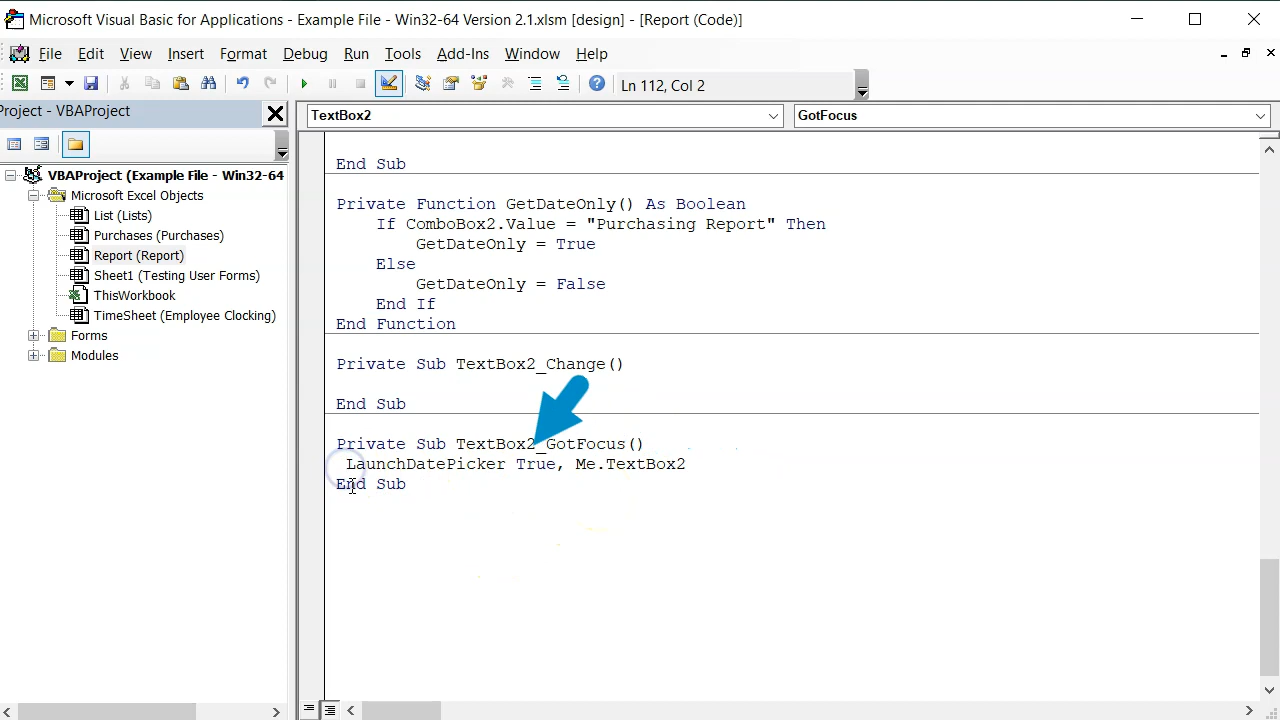 Microsoft Visual Basic for Applications - Example File - Win32-64 Version 2.1.xlsm [design] - [Report (Code)]
File Edit View Insert Format Debug Run Tools Add-Ins Window Help
Ln 112, Col 2
Project - VBAProject
TextBox2 GotFocus
VBAProject (Example File - Win32-64
Microsoft Excel Objects
List (Lists)
Purchases (Purchases)
Report (Report)
Sheet1 (Testing User Forms)
ThisWorkbook
TimeSheet (Employee Clocking)
Forms
Modules
End Sub
Private Function GetDateOnly() As Boolean
If ComboBox2.Value = "Purchasing Report" Then
GetDateOnly = True
Else
GetDateOnly = False
End If
End Function
Private Sub TextBox2_Change()
End Sub
Private Sub TextBox2_GotFocus()
LaunchDatePicker True, Me.TextBox2
End Sub